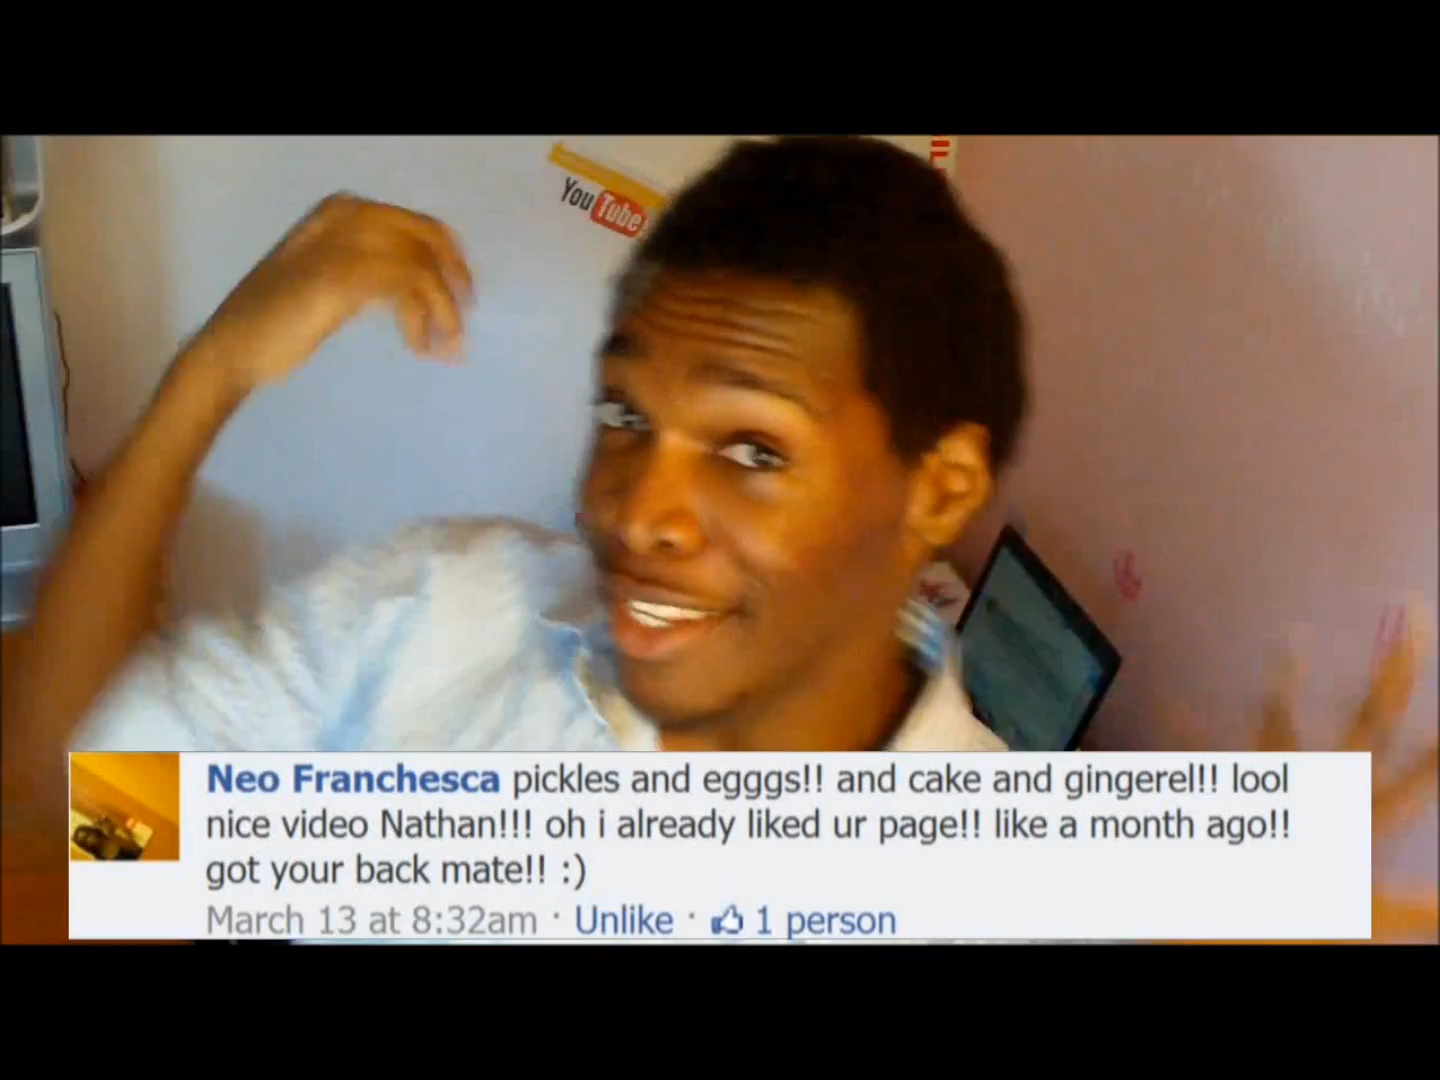 YouTube
Neo Franchesca pickles and egggs!! and cake and gingerel!! lool
nice video Nathan!!! oh i already liked ur page!! like a month ago!!
got your back mate!! :)
March 13 at 8:32am · Unlike · 1 person